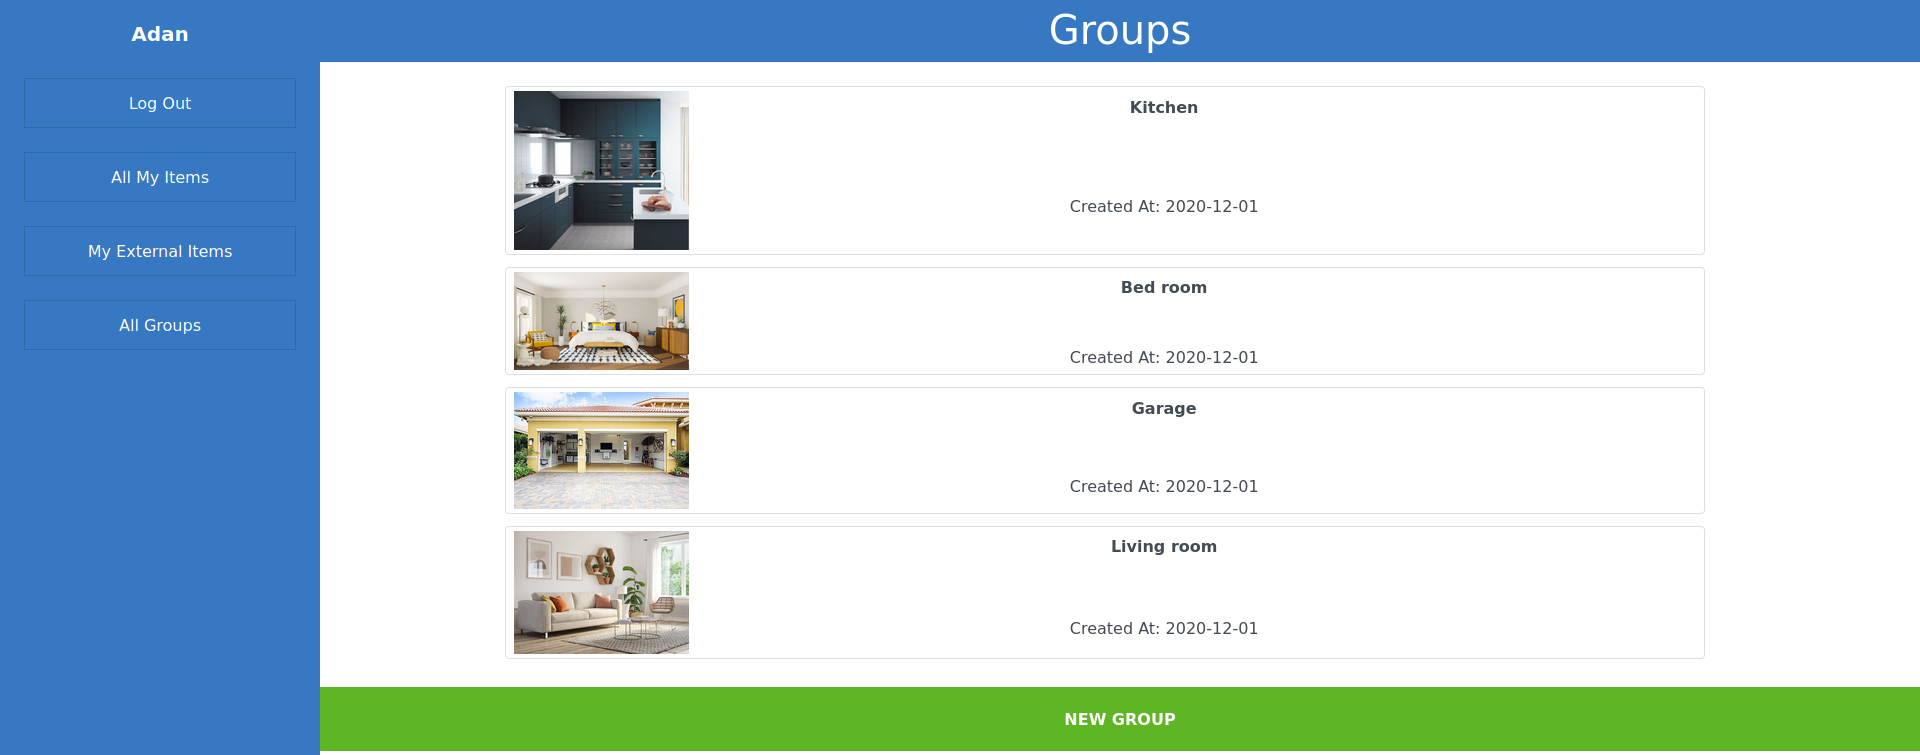 Adan
Log Out
All My Items
My External Items
All Groups
Groups
Kitchen
Created At: 2020-12-01
Bed room
Created At: 2020-12-01
Garage
Created At: 2020-12-01
Living room
Created At: 2020-12-01
NEW GROUP